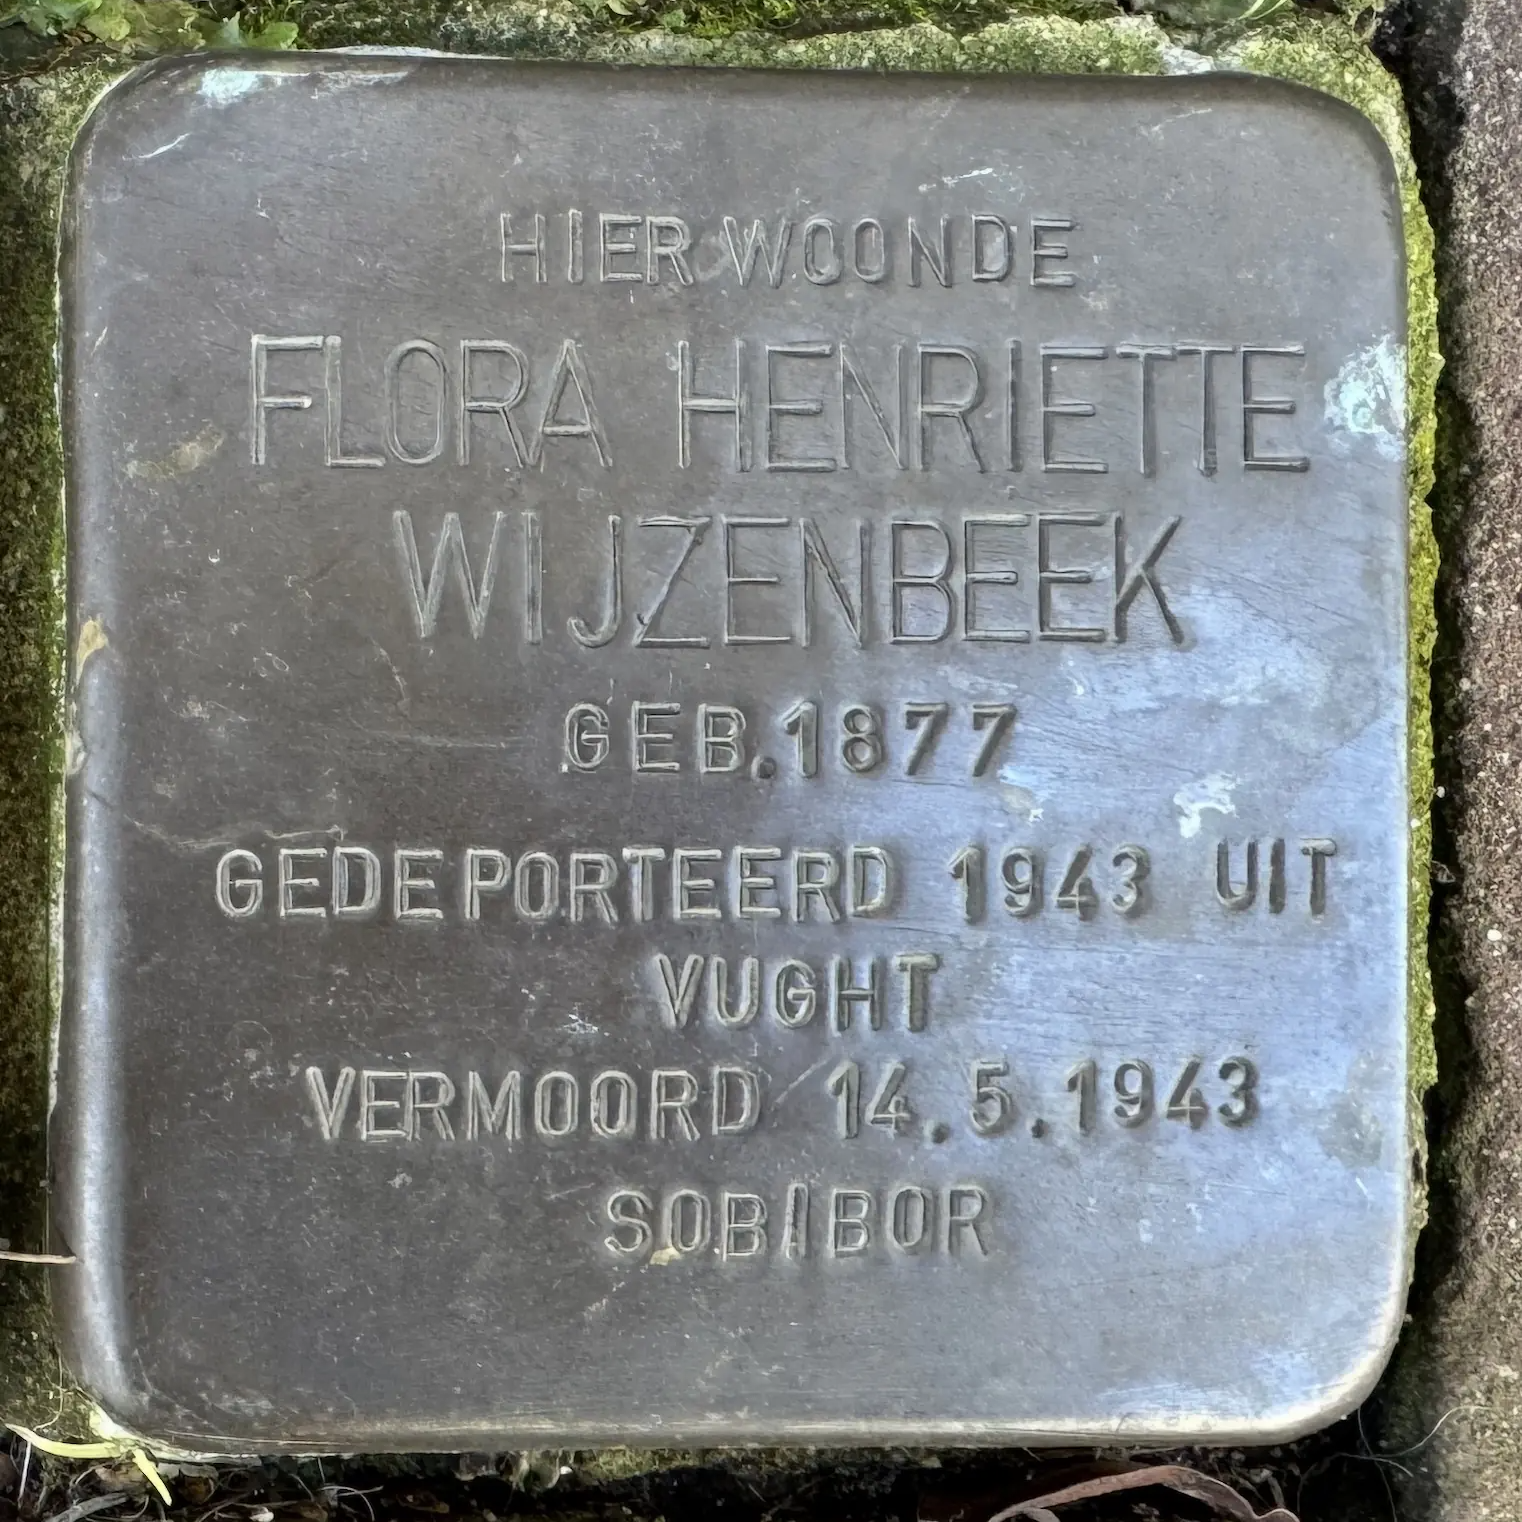 HIER WOONDE
FLORA HENRIETTE
WIJZENBEEK
GEB.1877
GEDEPORTEERD 1943 UIT
VUGHT
VERMOORD 14.5.1943
SOBIBOR